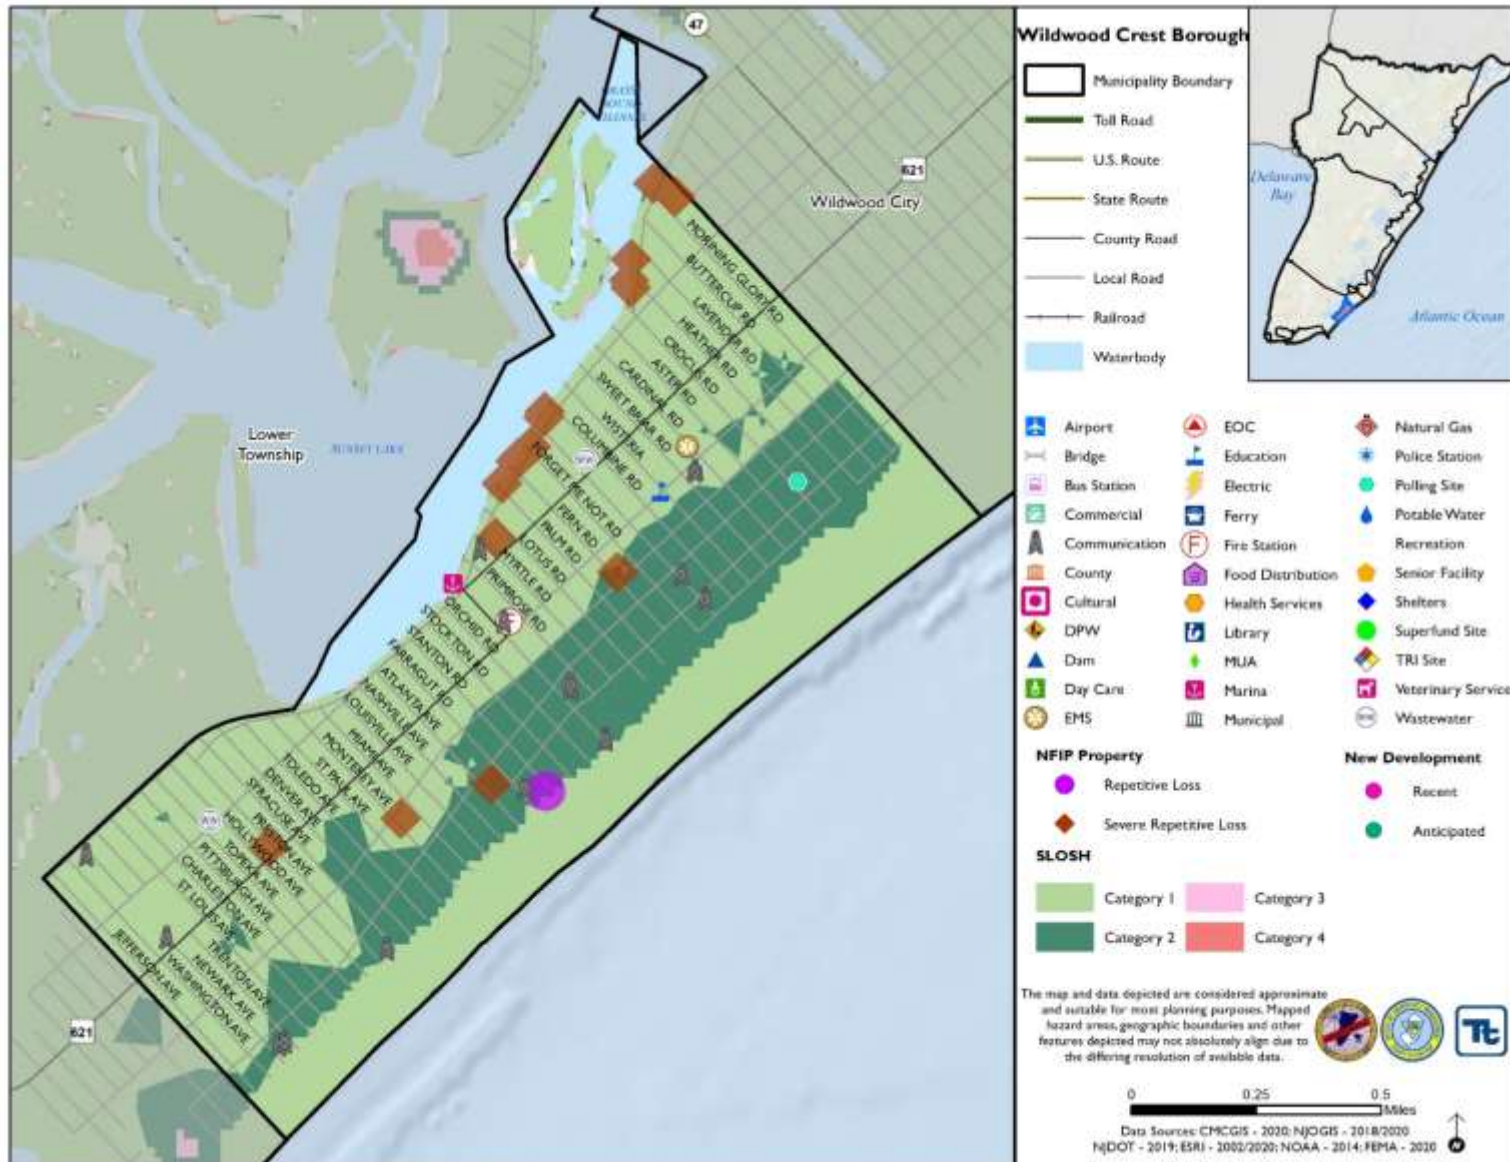 47
GRASSY
SOUND
CHANNEL
621
Wildwood City
MORINING GLORY RD
BUTTERCUP RD
LAVENDER RD
HEATHER RD
CROCUS RD
ASTER RD
CARDINAL RD
SWEET BRIAR RD
WISTERIA
COLUMBINE RD
FORGET ME NOT RD
FERN RD
PALM RD
LOTUS RD
MYRTLE RD
PRIMROSE RD
ORCHID RD
STOCKTON RD
STANTON RD
FARRAGUT RD
ATLANTA AVE
NASHVILLE AVE
LOUISVILLE AVE
MIAMI AVE
MONTEREY AVE
ST PAUL AVE
TOLEDO AVE
DENVER AVE
SYRACUSE AVE
PRESTON AVE
HOLLYWOOD AVE
TOPEKA AVE
PITTSBURGH AVE
CHARLESTON AVE
ST LOUIS AVE
TRENTON AVE
NEWARK AVE
WASHINGTON AVE
JEFFERSON AVE
Lower
Township
SUNSET LAKE
WW
F
WW
621
Wildwood Crest Borough
Municipality Boundary
Toll Road
U.S. Route
State Route
County Road
Local Road
Railroad
Waterbody
Delaware
Bay
Atlantic Ocean
Airport
Bridge
Bus Station
Commercial
Communication
County
Cultural
DPW
Dam
Day Care
EMS
EOC
Education
Electric
Ferry
F Fire Station
Food Distribution
Health Services
Library
MUA
Marina
Municipal
Natural Gas
Police Station
Polling Site
Potable Water
Recreation
Senior Facility
Shelters
Superfund Site
TRI Site
Veterinary Service
WW Wastewater
NFIP Property
Repetitive Loss
Severe Repetitive Loss
New Development
Recent
Anticipated
SLOSH
Category 1
Category 2
Category 3
Category 4
The map and data depicted are considered approximate
and suitable for most planning purposes. Mapped
hazard areas, geographic boundaries and other
features depicted may not absolutely align due to
the differing resolution of available data.
Tt
0 0.25 0.5
Miles
Data Sources: CMCGIS - 2020; NJOGIS - 2018/2020
NJDOT - 2019; ESRI - 2002/2020; NOAA - 2014; FEMA - 2020
N